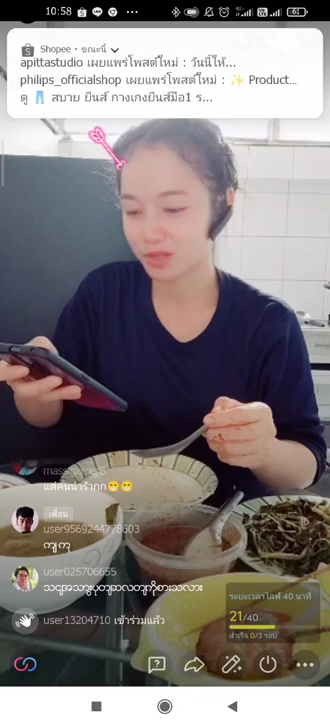 10:58
61
Shopee • ขณะนี้
apittastudio เผยแพร่โพสต์ใหม่ : วันนี้ให้...
philips_officialshop เผยแพร่โพสต์ใหม่ : ✨ Product...
ดู 👖 สบาย ยีนส์ กางเกงยีนส์มือ1 ร...
แต่คนน่าร้ากก😁😁
เพื่อน
user9569244778603
ကျကု
user025706655
user13204710 เข้าร่วมแล้ว
ระยะเวลาไลฟ์ 40 นาที
21/40
สำเร็จ 0/3 รอบ